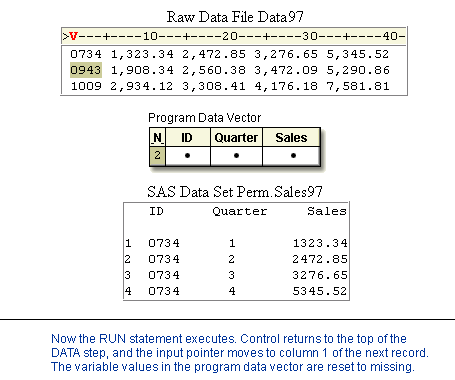 Raw Data File Data97
>V---+----10---+----20---+----30---+----40-
0734 1,323.34 2,472.85 3,276.65 5,345.52
0943 1,908.34 2,560.38 3,472.09 5,290.86
1009 2,934.12 3,308.41 4,176.18 7,581.81
Program Data Vector
_N_ ID Quarter Sales
2 • • •
SAS Data Set Perm.Sales97
ID Quarter Sales
1 0734 1 1323.34
2 0734 2 2472.85
3 0734 3 3276.65
4 0734 4 5345.52
Now the RUN statement executes. Control returns to the top of the
DATA step, and the input pointer moves to column 1 of the next record.
The variable values in the program data vector are reset to missing.